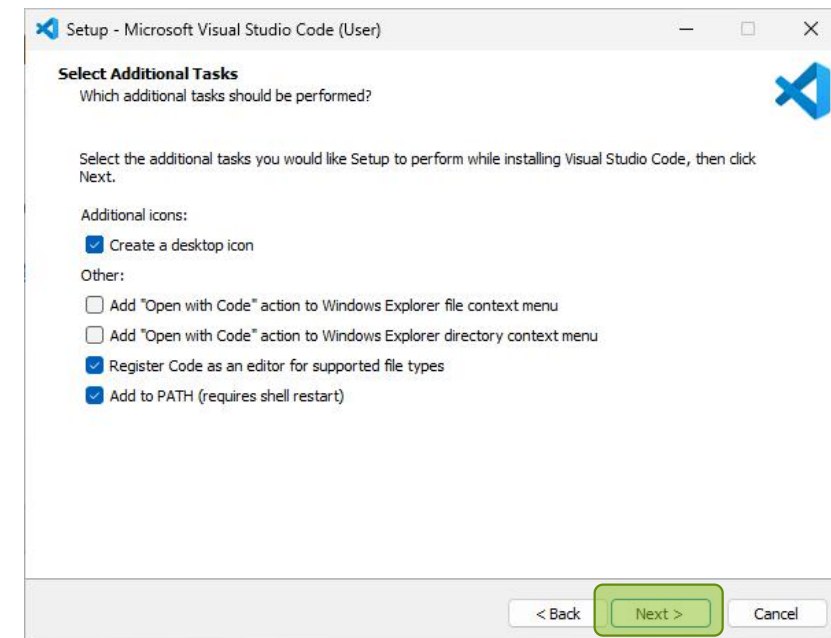 Setup - Microsoft Visual Studio Code (User)
Select Additional Tasks
Which additional tasks should be performed?
Select the additional tasks you would like Setup to perform while installing Visual Studio Code, then click
Next.
Additional icons:
Create a desktop icon
Other:
Add "Open with Code" action to Windows Explorer file context menu
Add "Open with Code" action to Windows Explorer directory context menu
Register Code as an editor for supported file types
Add to PATH (requires shell restart)
< Back Next > Cancel